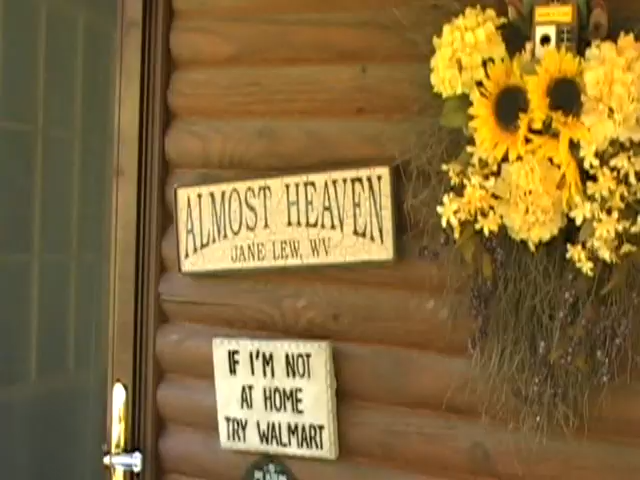 ALMOST HEAVEN
JANE LEW, WV
IF I'M NOT
AT HOME
TRY WALMART